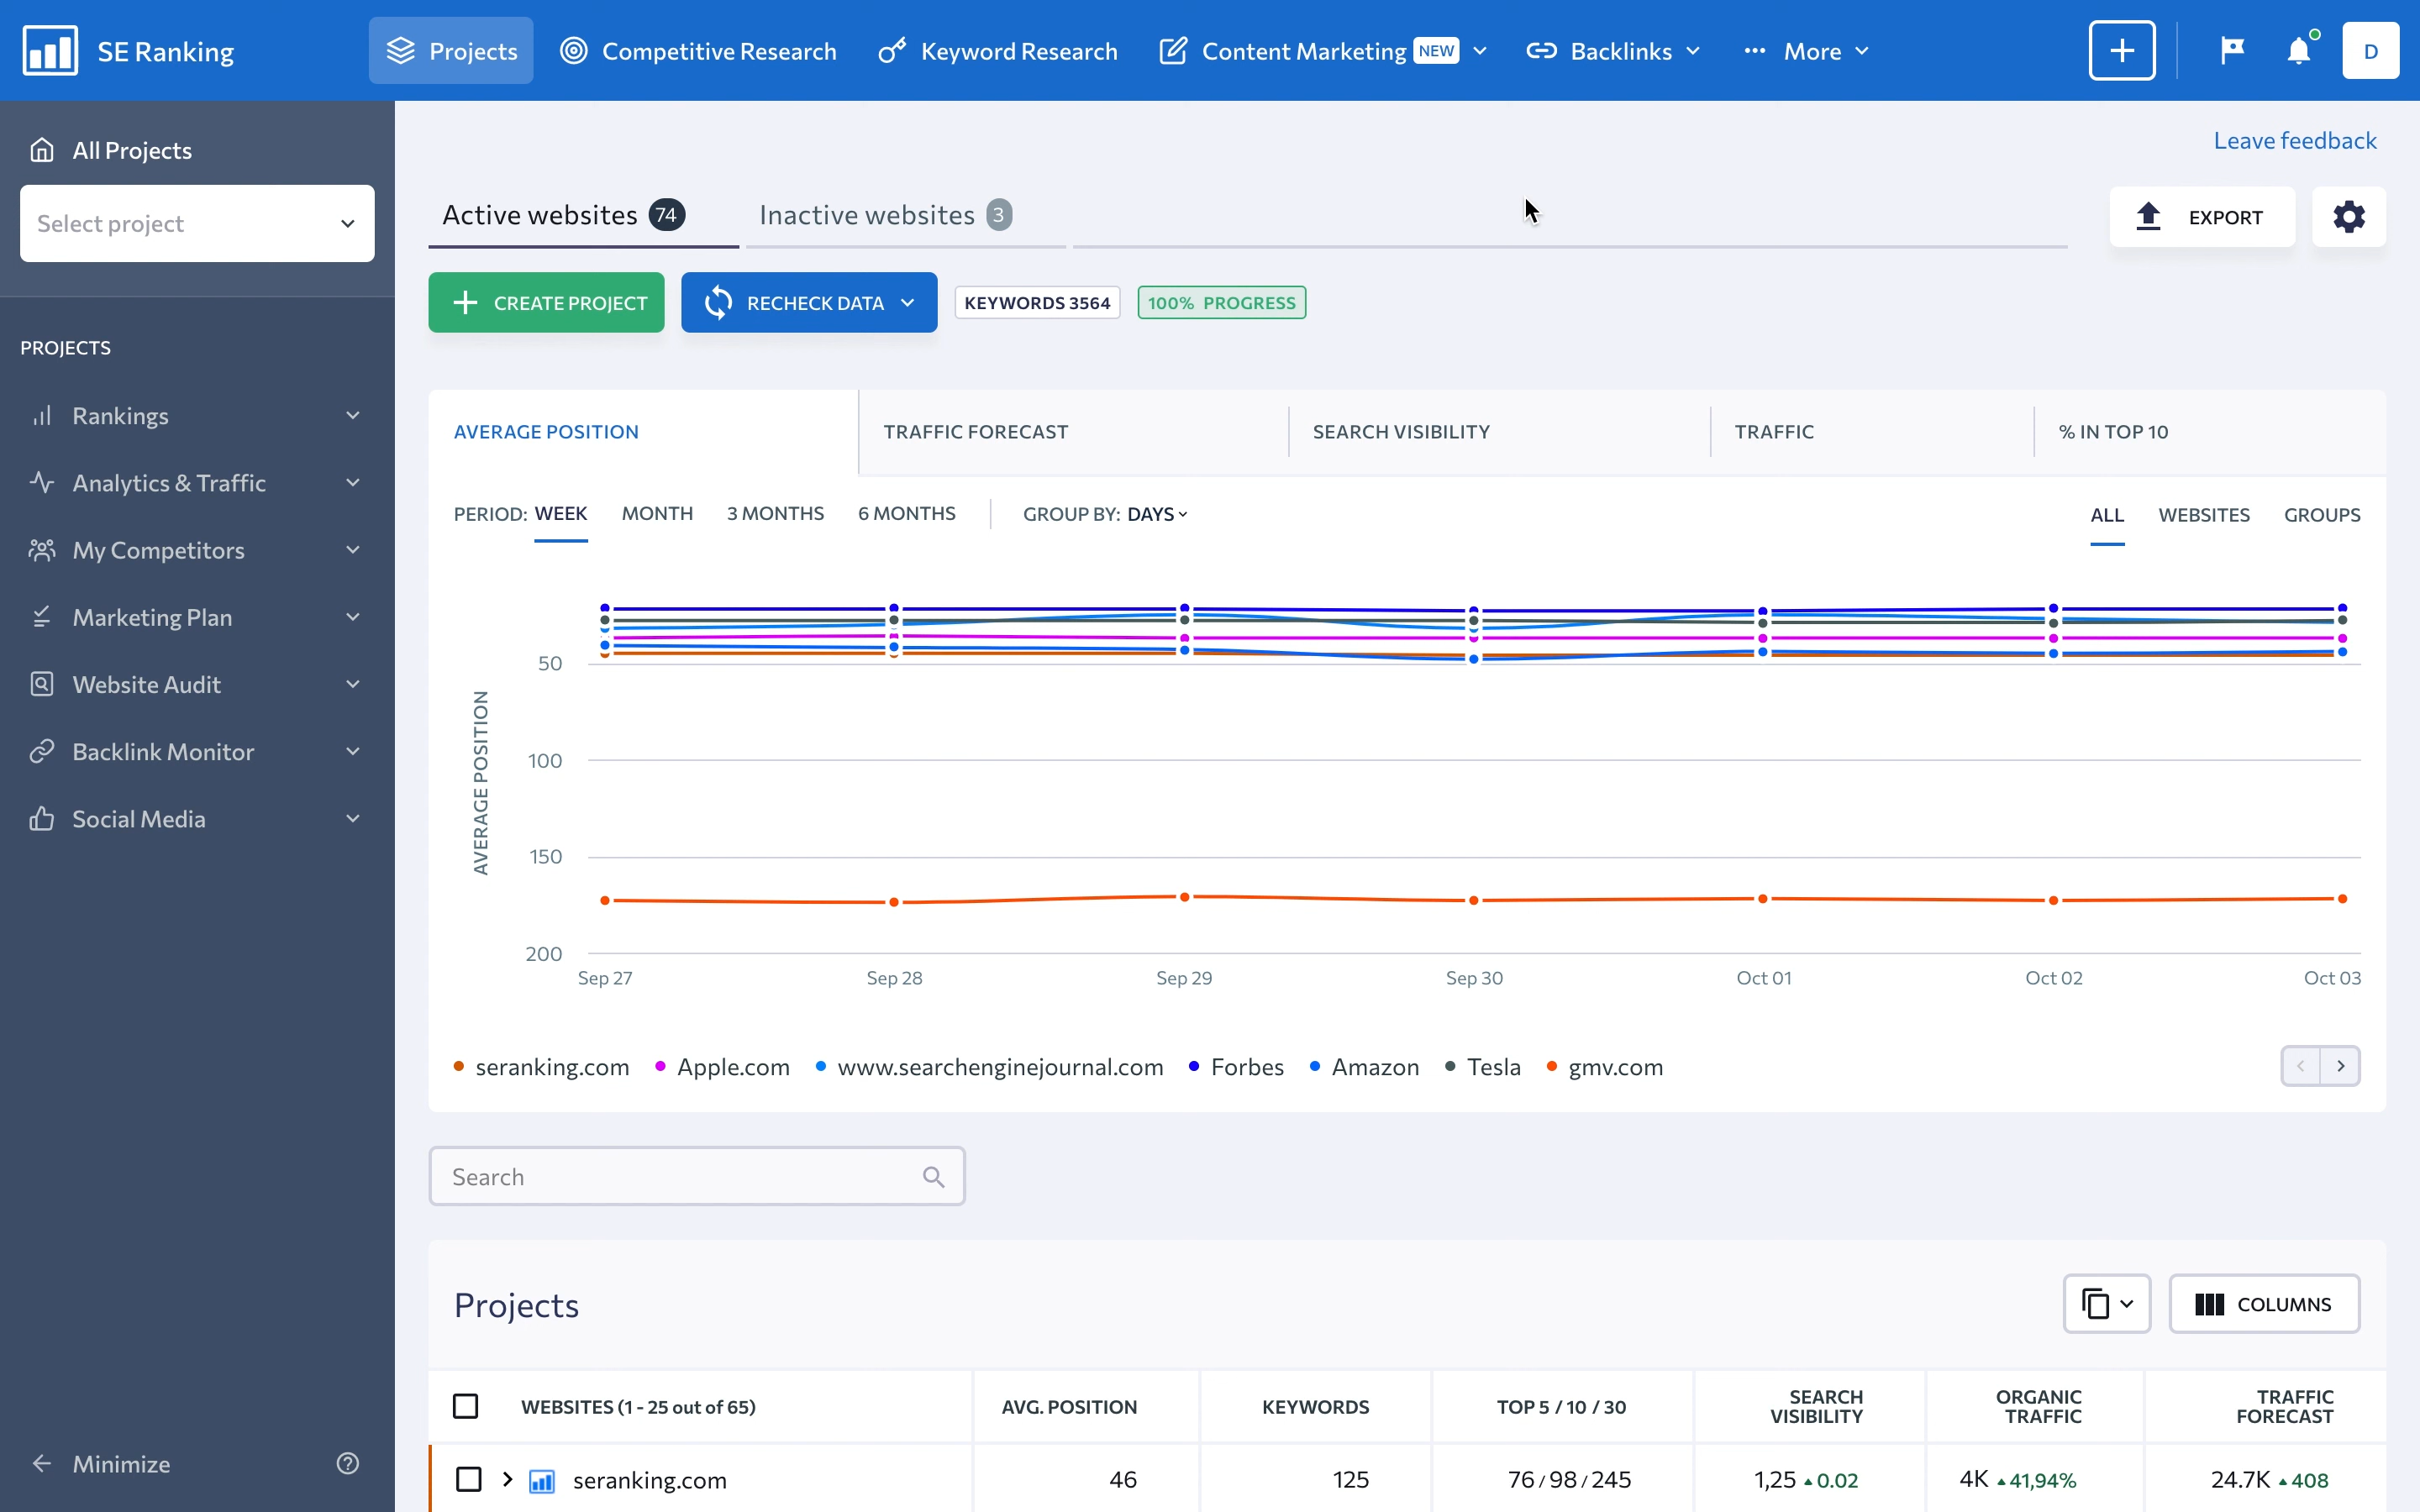 SE Ranking
Projects
Competitive Research
Keyword Research
Content Marketing NEW
Backlinks
More
D
All Projects
Select project
PROJECTS
Rankings
Analytics & Traffic
My Competitors
Marketing Plan
Website Audit
Backlink Monitor
Social Media
Minimize
Leave feedback
Active websites 74
Inactive websites 3
EXPORT
CREATE PROJECT
RECHECK DATA
KEYWORDS 3564
100% PROGRESS
AVERAGE POSITION
TRAFFIC FORECAST
SEARCH VISIBILITY
TRAFFIC
% IN TOP 10
PERIOD: WEEK MONTH 3 MONTHS 6 MONTHS
GROUP BY: DAYS
ALL WEBSITES GROUPS
AVERAGE POSITION
50
100
150
200
Sep 27 Sep 28 Sep 29 Sep 30 Oct 01 Oct 02 Oct 03
seranking.com Apple.com www.searchenginejournal.com Forbes Amazon Tesla gmv.com
Search
Projects
COLUMNS
WEBSITES (1 - 25 out of 65)
AVG. POSITION
KEYWORDS
TOP 5 / 10 / 30
SEARCH
VISIBILITY
ORGANIC
TRAFFIC
TRAFFIC
FORECAST
seranking.com 46 125 76 / 98 / 245 1,25 0.02 4K 41,94% 24.7K 408